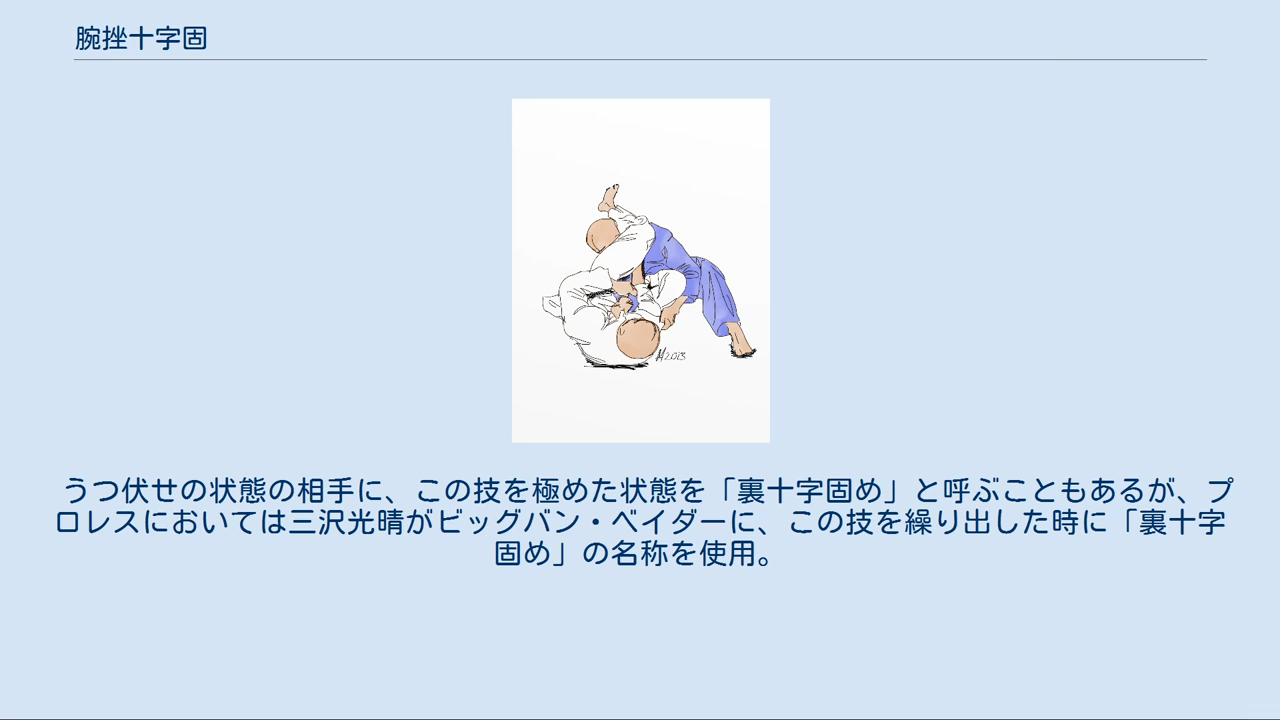 腕挫十字固
2013
うつ伏せの状態の相手に、この技を極めた状態を「裏十字固め」と呼ぶこともあるが、プ
ロレスにおいては三沢光晴がビッグバン・ベイダーに、この技を繰り出した時に「裏十字
固め」の名称を使用。